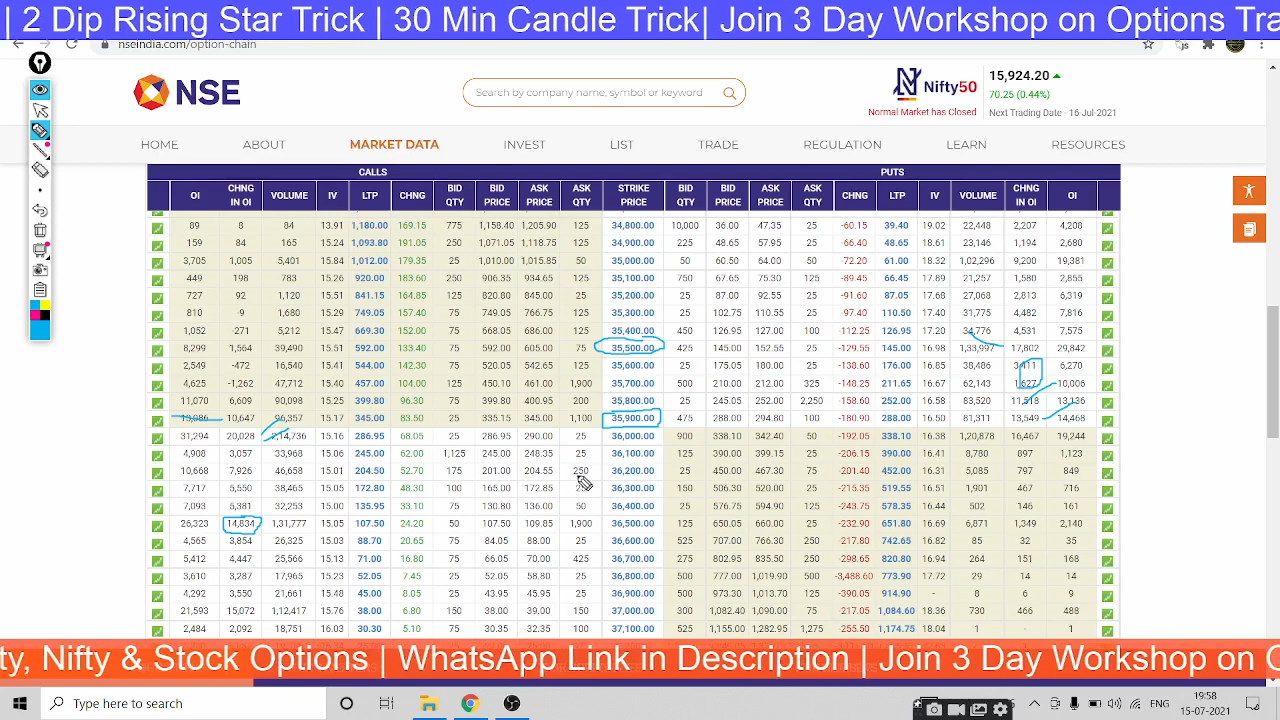 | 2 Dip Rising Star Trick | 30 Min Candle Trick| Join 3 Day Workshop on Options Tra
nseindia.com/option-chain
NSE
Search by company name, symbol or keyword
Nifty50
15,924.20
70.25 (0.44%)
Normal Market has Closed
Next Trading Date - 16-Jul-2021
HOME ABOUT MARKET DATA INVEST LIST TRADE REGULATION LEARN RESOURCES
CALLS PUTS
OI CHNG IN OI VOLUME IV LTP CHNG BID QTY BID PRICE ASK PRICE ASK QTY STRIKE PRICE BID QTY BID PRICE ASK PRICE ASK QTY CHNG LTP IV VOLUME CHNG IN OI OI
89 8 84 13.91 1,180.00 169.15 775 1,158.40 1,205.90 125 34,800.00 10,000 36.00 47.35 25 -60.15 39.40 19.02 22,448 2,207 4,208
159 84 165 15.24 1,093.80 191.05 250 1,071.05 1,118.24 125 34,900.00 225 48.65 57.95 25 -66.40 48.65 18.61 23,146 1,194 2,680
3,705 1,005 5,401 15.84 1,012.00 179.35 25 1,010.00 1,015.85 50 35,000.00 50 60.50 64.00 50 -72.20 61.00 18.32 1,02,296 9,200 19,381
449 198 783 15.26 920.00 183.60 250 906.35 934.65 125 35,100.00 750 67.65 75.30 125 -89.45 66.45 17.89 21,257 1,580 2,855
727 92 1,120 15.51 841.15 25 820.60 845.00 25 35,200.00 25 87.00 92.55 25 -91.60 87.05 17.68 27,068 2,813 6,319
810 -9 1,680 15.29 749.05 157.40 75 749.05 766.75 125 35,300.00 25 102.75 110.55 25 -97.40 110.50 17.40 31,775 4,482 7,816
1,052 -271 5,212 15.47 669.30 152.00 75 668.05 686.00 125 35,400.00 450 126.95 127.00 100 -112.25 126.95 17.20 34,776 4,531 7,575
8,299 1,564 39,490 15.51 592.00 133.40 75 592.00 605.00 75 35,500.00 425 145.00 152.55 25 -129.55 145.00 16.98 1,33,997 17,802 29,842
2,549 -472 16,540 15.41 544.00 142.30 25 520.05 542.65 125 35,600.00 25 175.05 180.00 25 -138.60 176.00 16.85 38,486 3,411 6,270
4,625 -1,262 47,712 15.40 457.00 104.00 125 450.10 461.00 1,900 35,700.00 500 210.00 212.00 325 -148.25 211.65 16.67 62,143 1,627 10,006
11,070 6,609 90,098 15.25 399.80 96.30 75 399.80 400.95 200 35,800.00 25 245.05 252.00 2,250 -158.60 252.00 16.58 83,520 11,518 13,136
13,986 10,647 96,357 15.17 345.00 83.50 25 335.15 345.00 1,100 35,900.00 475 288.00 294.80 100 -180.90 288.00 16.50 81,311 13,549 14,468
31,294 20,028 2,14,736 15.16 286.95 68.05 25 286.95 290.00 25 36,000.00 900 338.10 342.40 50 -192.05 338.10 16.38 1,20,878 16,467 19,244
4,908 3,057 33,968 15.06 245.00 62.00 1,125 245.00 248.35 25 36,100.00 25 390.00 399.15 25 -206.15 390.00 16.41 8,780 897 1,123
10,668 7,926 46,658 15.01 204.50 52.70 175 201.00 204.55 250 36,200.00 25 450.00 467.30 75 -201.40 452.00 16.31 5,085 797 849
7,717 5,550 38,465 15.05 172.80 48.30 100 165.00 172.85 36,300.00 150 506.30 520.00 25 -215.35 519.55 16.51 1,901 467 716
7,093 5,381 32,253 15.00 135.95 33.10 75 130.80 136.00 50 36,400.00 25 576.75 594.90 125 -243.75 578.35 16.44 502 146 161
26,323 14,834 1,31,777 15.05 107.50 24.20 50 107.50 109.85 1,900 36,500.00 125 650.05 660.00 25 -232.90 651.80 16.69 6,871 1,349 2,140
4,565 3,854 26,325 15.03 88.70 20.65 75 84.05 88.00 25 36,600.00 525 707.00 766.30 250 -217.80 742.65 16.82 85 32 35
5,412 4,447 25,566 15.13 71.00 16.80 75 66.05 70.00 425 36,700.00 275 802.95 835.50 250 -298.65 820.80 16.94 264 151 168
3,610 3,287 17,965 15.23 52.05 7.45 25 52.05 58.80 25 36,800.00 500 777.00 1,019.90 500 -3,488.60 773.90 17.72 29 14 14
4,292 3,550 21,661 15.48 45.00 8.05 25 43.95 45.95 25 36,900.00 500 973.30 1,013.70 125 -390.05 914.90 - 8 6 9
21,593 15,072 1,12,417 15.76 38.00 6.80 150 38.00 39.00 150 37,000.00 300 1,082.40 1,090.00 75 -217.05 1,084.60 18.36 730 466 488
2,484 2,092 18,751 16.03 30.30 5.10 75 30.35 32.35 100 37,100.00 525 1,155.00 1,282.95 1,275 -255.50 1,174.75 18.04 1 - 1
ty, Nifty & Stock Options | WhatsApp Link in Description | Join 3 Day Workshop on O
Type here to search
ENG
19:58
15-07-2021